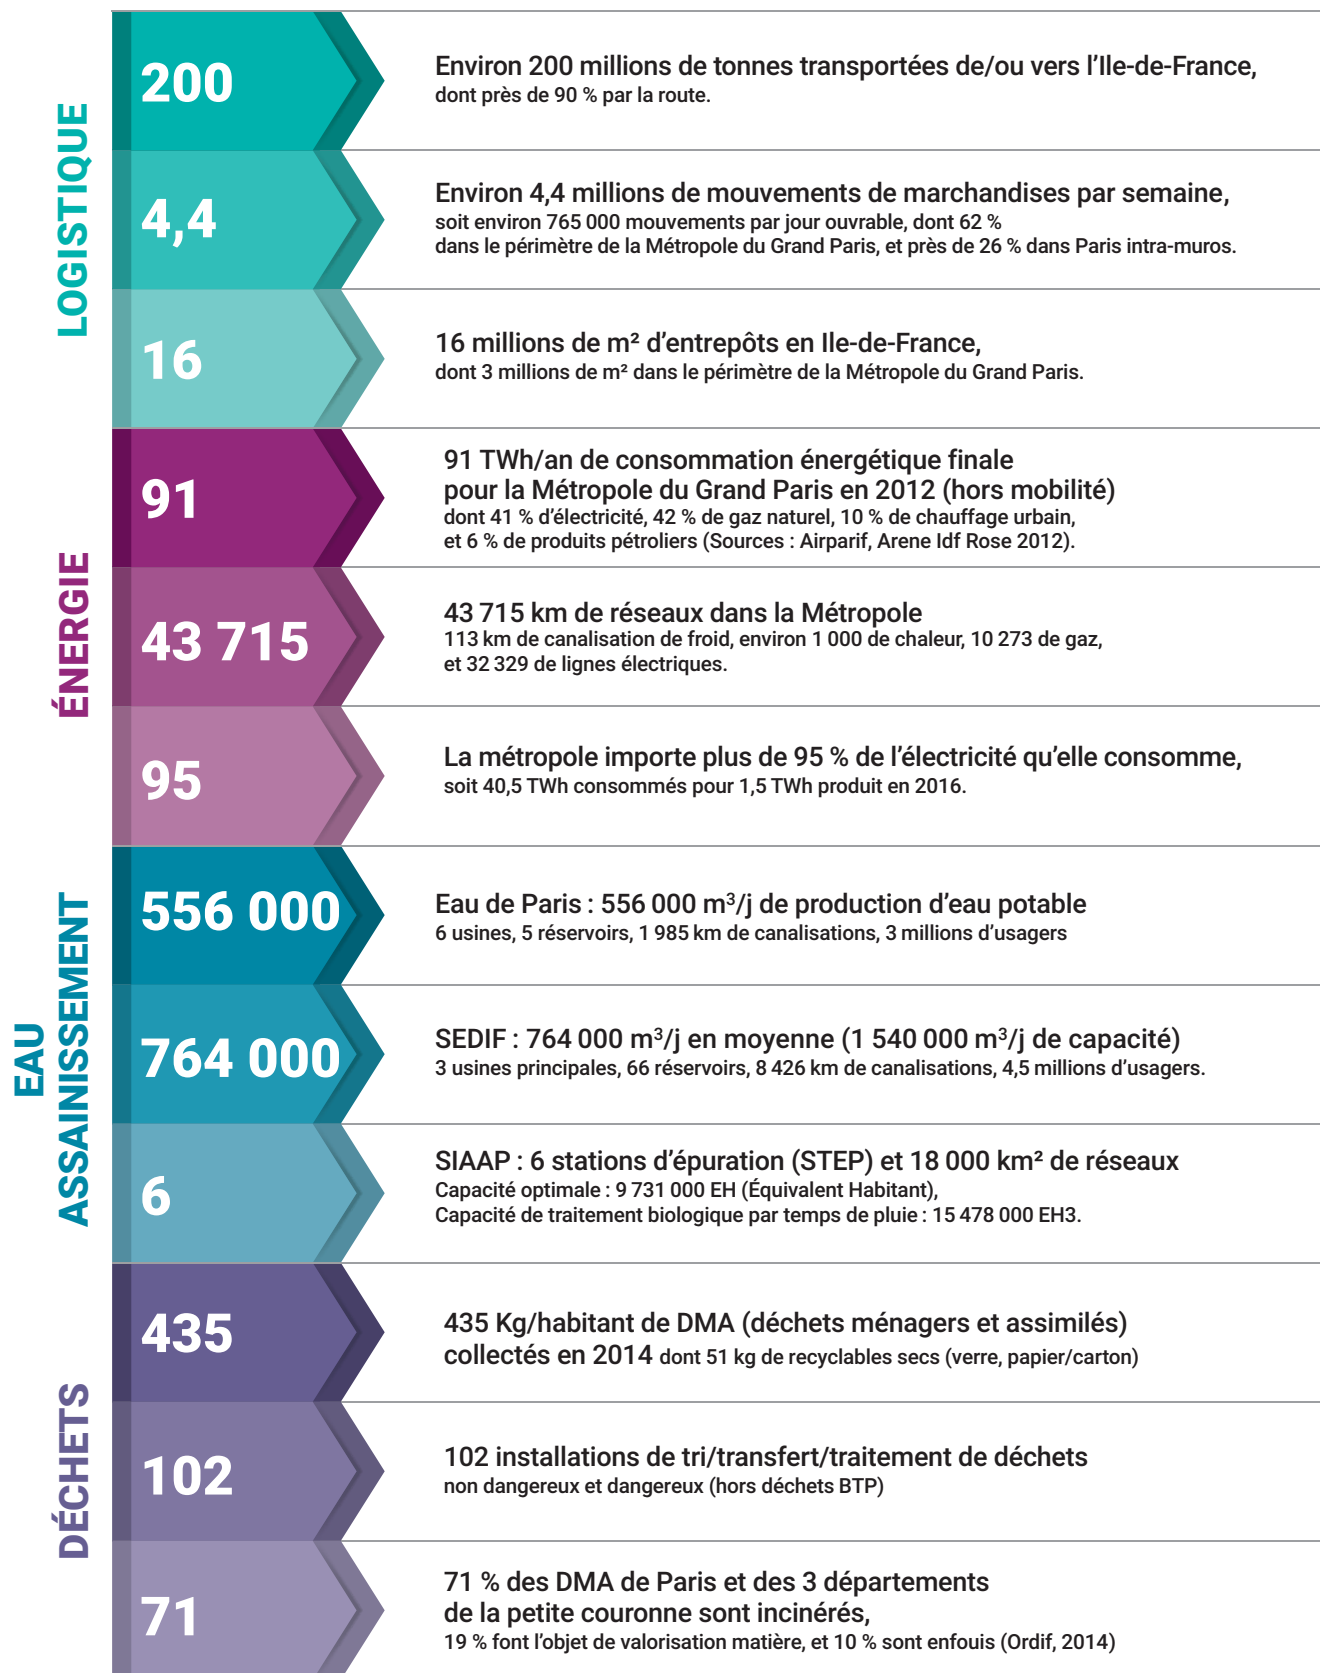 LOGISTIQUE
200
Environ 200 millions de tonnes transportées de/ou vers l’Ile-de-France,
dont près de 90 % par la route.
4,4
Environ 4,4 millions de mouvements de marchandises par semaine,
soit environ 765 000 mouvements par jour ouvrable, dont 62 %
dans le périmètre de la Métropole du Grand Paris, et près de 26 % dans Paris intra-muros.
16
16 millions de m² d’entrepôts en Ile-de-France,
dont 3 millions de m² dans le périmètre de la Métropole du Grand Paris.
ÉNERGIE
91
91 TWh/an de consommation énergétique finale
pour la Métropole du Grand Paris en 2012 (hors mobilité)
dont 41 % d’électricité, 42 % de gaz naturel, 10 % de chauffage urbain,
et 6 % de produits pétroliers (Sources : Airparif, Arene Idf Rose 2012).
43 715
43 715 km de réseaux dans la Métropole
113 km de canalisation de froid, environ 1 000 de chaleur, 10 273 de gaz,
et 32 329 de lignes électriques.
95
La métropole importe plus de 95 % de l’électricité qu’elle consomme,
soit 40,5 TWh consommés pour 1,5 TWh produit en 2016.
EAU
ASSAINISSEMENT
556 000
Eau de Paris : 556 000 m³/j de production d’eau potable
6 usines, 5 réservoirs, 1 985 km de canalisations, 3 millions d’usagers
764 000
SEDIF : 764 000 m³/j en moyenne (1 540 000 m³/j de capacité)
3 usines principales, 66 réservoirs, 8 426 km de canalisations, 4,5 millions d’usagers.
6
SIAAP : 6 stations d’épuration (STEP) et 18 000 km² de réseaux
Capacité optimale : 9 731 000 EH (Équivalent Habitant),
Capacité de traitement biologique par temps de pluie : 15 478 000 EH3.
DÉCHETS
435
435 Kg/habitant de DMA (déchets ménagers et assimilés)
collectés en 2014 dont 51 kg de recyclables secs (verre, papier/carton)
102
102 installations de tri/transfert/traitement de déchets
non dangereux et dangereux (hors déchets BTP)
71
71 % des DMA de Paris et des 3 départements
de la petite couronne sont incinérés,
19 % font l’objet de valorisation matière, et 10 % sont enfouis (Ordif, 2014)